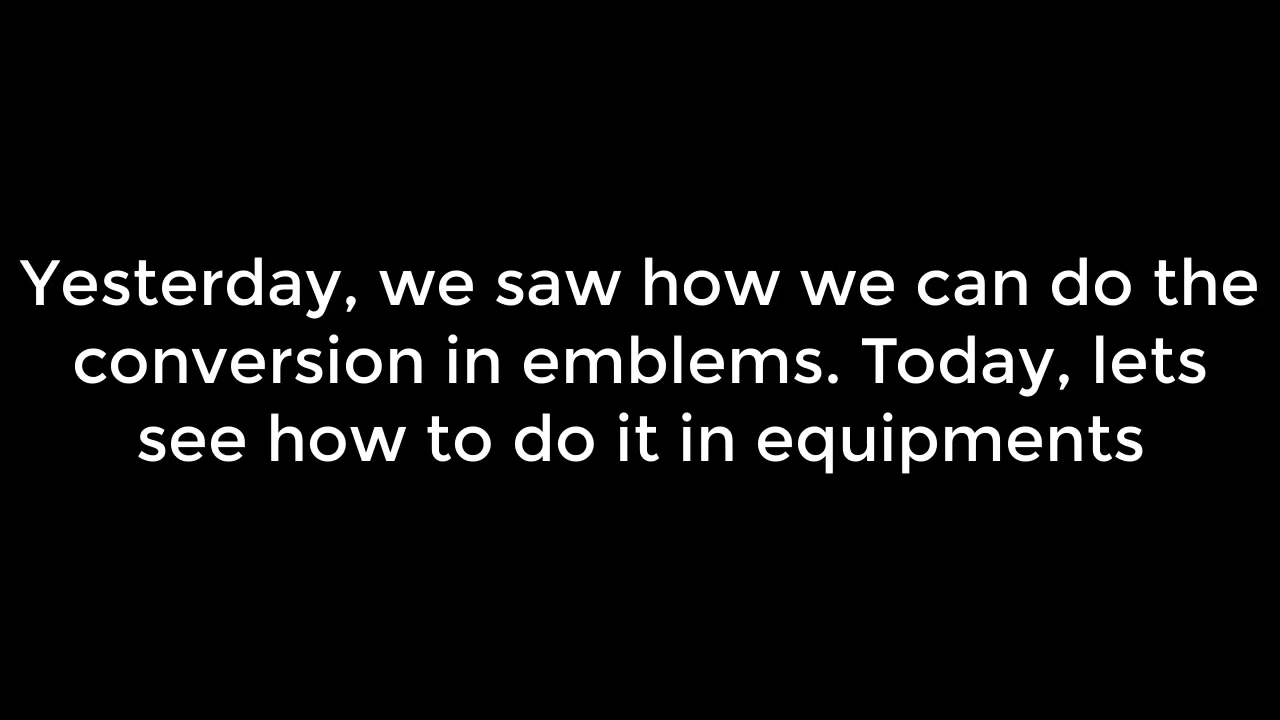 Yesterday, we saw how we can do the
conversion in emblems. Today, lets
see how to do it in equipments